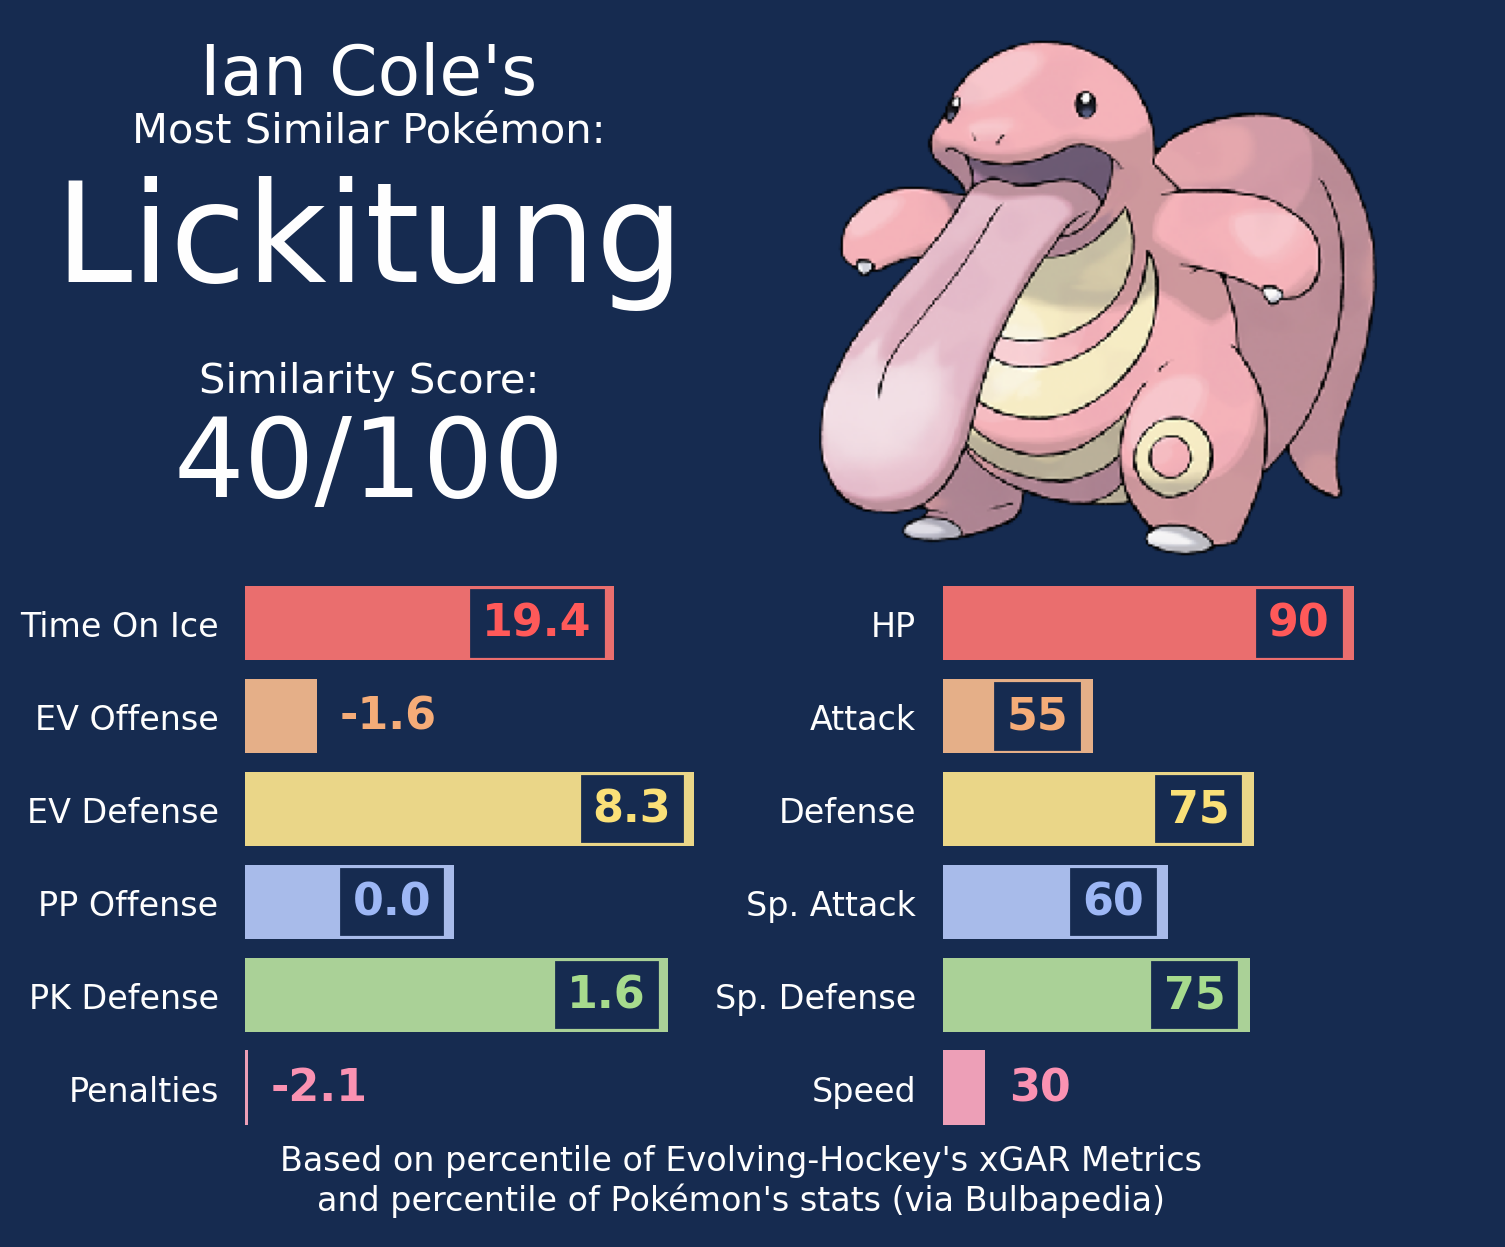 Ian Cole's
Most Similar Pokémon:
Lickitung
Similarity Score:
40/100
Time On Ice 19.4
EV Offense -1.6
EV Defense 8.3
PP Offense 0.0
PK Defense 1.6
Penalties -2.1
HP 90
Attack 55
Defense 75
Sp. Attack 60
Sp. Defense 75
Speed 30
Based on percentile of Evolving-Hockey's xGAR Metrics
and percentile of Pokémon's stats (via Bulbapedia)